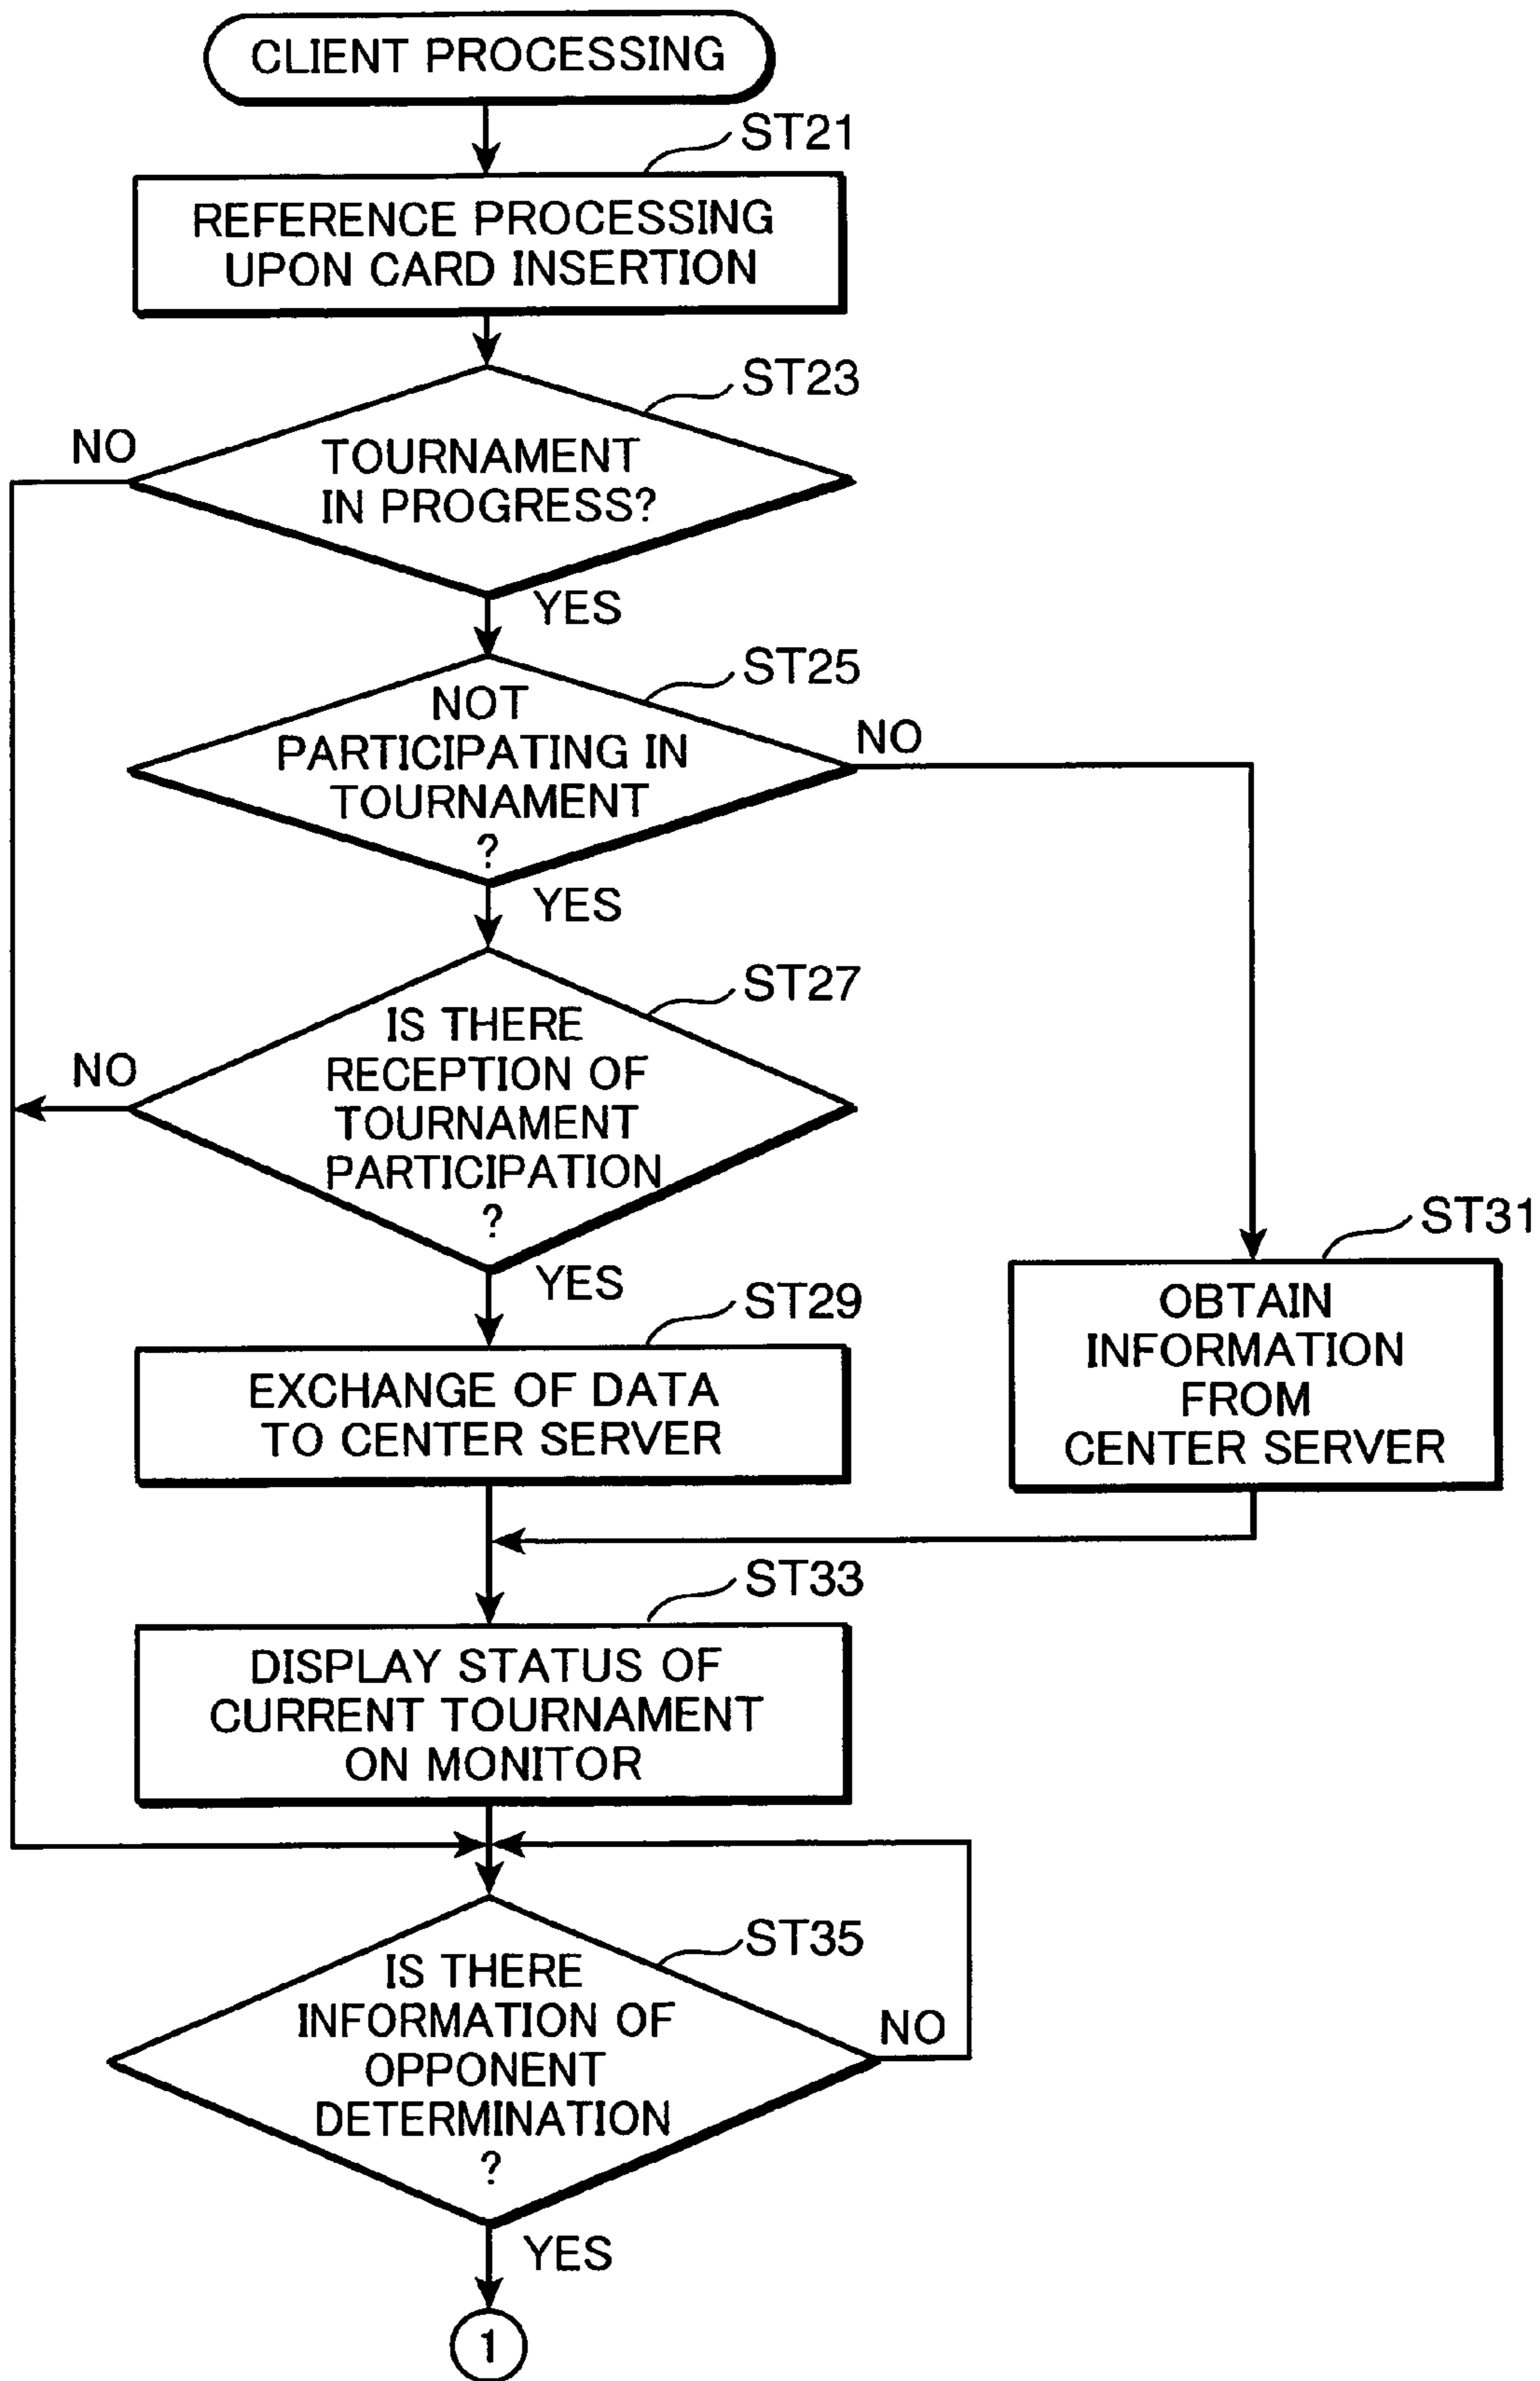 CLIENT PROCESSING
ST21
REFERENCE PROCESSING
UPON CARD INSERTION
ST23
NO
TOURNAMENT
IN PROGRESS?
YES
ST25
NOT
PARTICIPATING IN
TOURNAMENT
?
NO
YES
ST27
IS THERE
RECEPTION OF
TOURNAMENT
PARTICIPATION
?
NO
YES
ST29
EXCHANGE OF DATA
TO CENTER SERVER
ST31
OBTAIN
INFORMATION
FROM
CENTER SERVER
ST33
DISPLAY STATUS OF
CURRENT TOURNAMENT
ON MONITOR
ST35
IS THERE
INFORMATION OF
OPPONENT
DETERMINATION
?
NO
YES
1